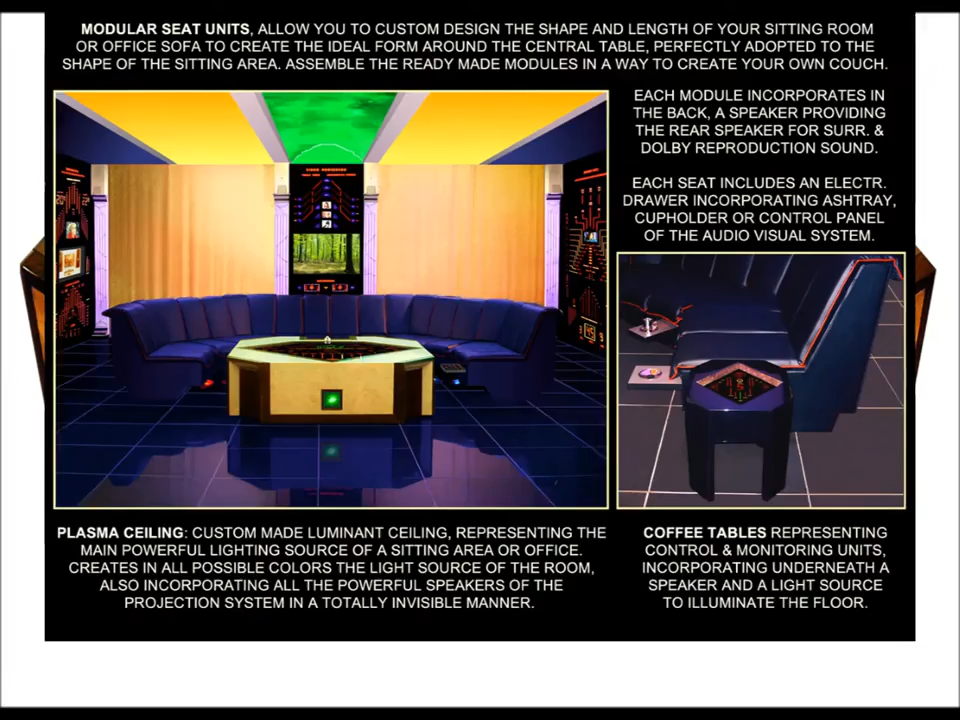 MODULAR SEAT UNITS, ALLOW YOU TO CUSTOM DESIGN THE SHAPE AND LENGTH OF YOUR SITTING ROOM
OR OFFICE SOFA TO CREATE THE IDEAL FORM AROUND THE CENTRAL TABLE, PERFECTLY ADOPTED TO THE
SHAPE OF THE SITTING AREA. ASSEMBLE THE READY MADE MODULES IN A WAY TO CREATE YOUR OWN COUCH.
EACH MODULE INCORPORATES IN
THE BACK, A SPEAKER PROVIDING
THE REAR SPEAKER FOR SURR. &
DOLBY REPRODUCTION SOUND.
EACH SEAT INCLUDES AN ELECTR.
DRAWER INCORPORATING ASHTRAY,
CUPHOLDER OR CONTROL PANEL
OF THE AUDIO VISUAL SYSTEM.
PLASMA CEILING: CUSTOM MADE LUMINANT CEILING, REPRESENTING THE
MAIN POWERFUL LIGHTING SOURCE OF A SITTING AREA OR OFFICE.
CREATES IN ALL POSSIBLE COLORS THE LIGHT SOURCE OF THE ROOM,
ALSO INCORPORATING ALL THE POWERFUL SPEAKERS OF THE
PROJECTION SYSTEM IN A TOTALLY INVISIBLE MANNER.
COFFEE TABLES REPRESENTING
CONTROL & MONITORING UNITS,
INCORPORATING UNDERNEATH A
SPEAKER AND A LIGHT SOURCE
TO ILLUMINATE THE FLOOR.